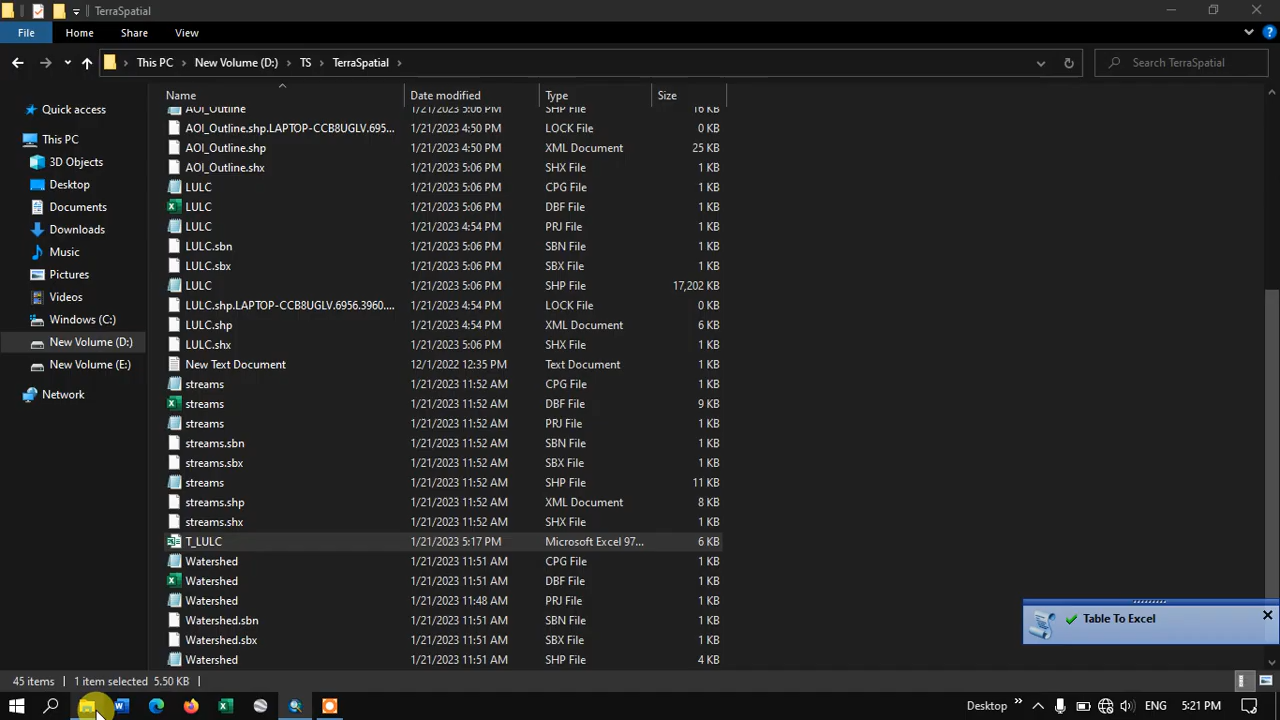 TerraSpatial
File Home Share View
This PC New Volume (D:) TS TerraSpatial Search TerraSpatial
Name Date modified Type Size
Quick access
This PC
3D Objects
Desktop
Documents
Downloads
Music
Pictures
Videos
Windows (C:)
New Volume (D:)
New Volume (E:)
Network
AOI_Outline 1/21/2023 5:06 PM SHP File 16 KB
AOI_Outline.shp.LAPTOP-CCB8UGLV.695... 1/21/2023 4:50 PM LOCK File 0 KB
AOI_Outline.shp 1/21/2023 4:50 PM XML Document 25 KB
AOI_Outline.shx 1/21/2023 5:06 PM SHX File 1 KB
LULC 1/21/2023 5:06 PM CPG File 1 KB
LULC 1/21/2023 5:06 PM DBF File 9 KB
LULC 1/21/2023 4:54 PM PRJ File 1 KB
LULC.sbn 1/21/2023 5:06 PM SBN File 1 KB
LULC.sbx 1/21/2023 5:06 PM SBX File 1 KB
LULC 1/21/2023 5:06 PM SHP File 17,202 KB
LULC.shp.LAPTOP-CCB8UGLV.6956.3960.... 1/21/2023 4:54 PM LOCK File 0 KB
LULC.shp 1/21/2023 4:54 PM XML Document 6 KB
LULC.shx 1/21/2023 5:06 PM SHX File 1 KB
New Text Document 12/1/2022 12:35 PM Text Document 1 KB
streams 1/21/2023 11:52 AM CPG File 1 KB
streams 1/21/2023 11:52 AM DBF File 9 KB
streams 1/21/2023 11:52 AM PRJ File 1 KB
streams.sbn 1/21/2023 11:52 AM SBN File 1 KB
streams.sbx 1/21/2023 11:52 AM SBX File 1 KB
streams 1/21/2023 11:52 AM SHP File 11 KB
streams.shp 1/21/2023 11:52 AM XML Document 8 KB
streams.shx 1/21/2023 11:52 AM SHX File 1 KB
T_LULC 1/21/2023 5:17 PM Microsoft Excel 97... 6 KB
Watershed 1/21/2023 11:51 AM CPG File 1 KB
Watershed 1/21/2023 11:51 AM DBF File 1 KB
Watershed 1/21/2023 11:48 AM PRJ File 1 KB
Watershed.sbn 1/21/2023 11:51 AM SBN File 1 KB
Watershed.sbx 1/21/2023 11:51 AM SBX File 1 KB
Watershed 1/21/2023 11:51 AM SHP File 4 KB
Table To Excel
45 items 1 item selected 5.50 KB
Desktop ENG 5:21 PM